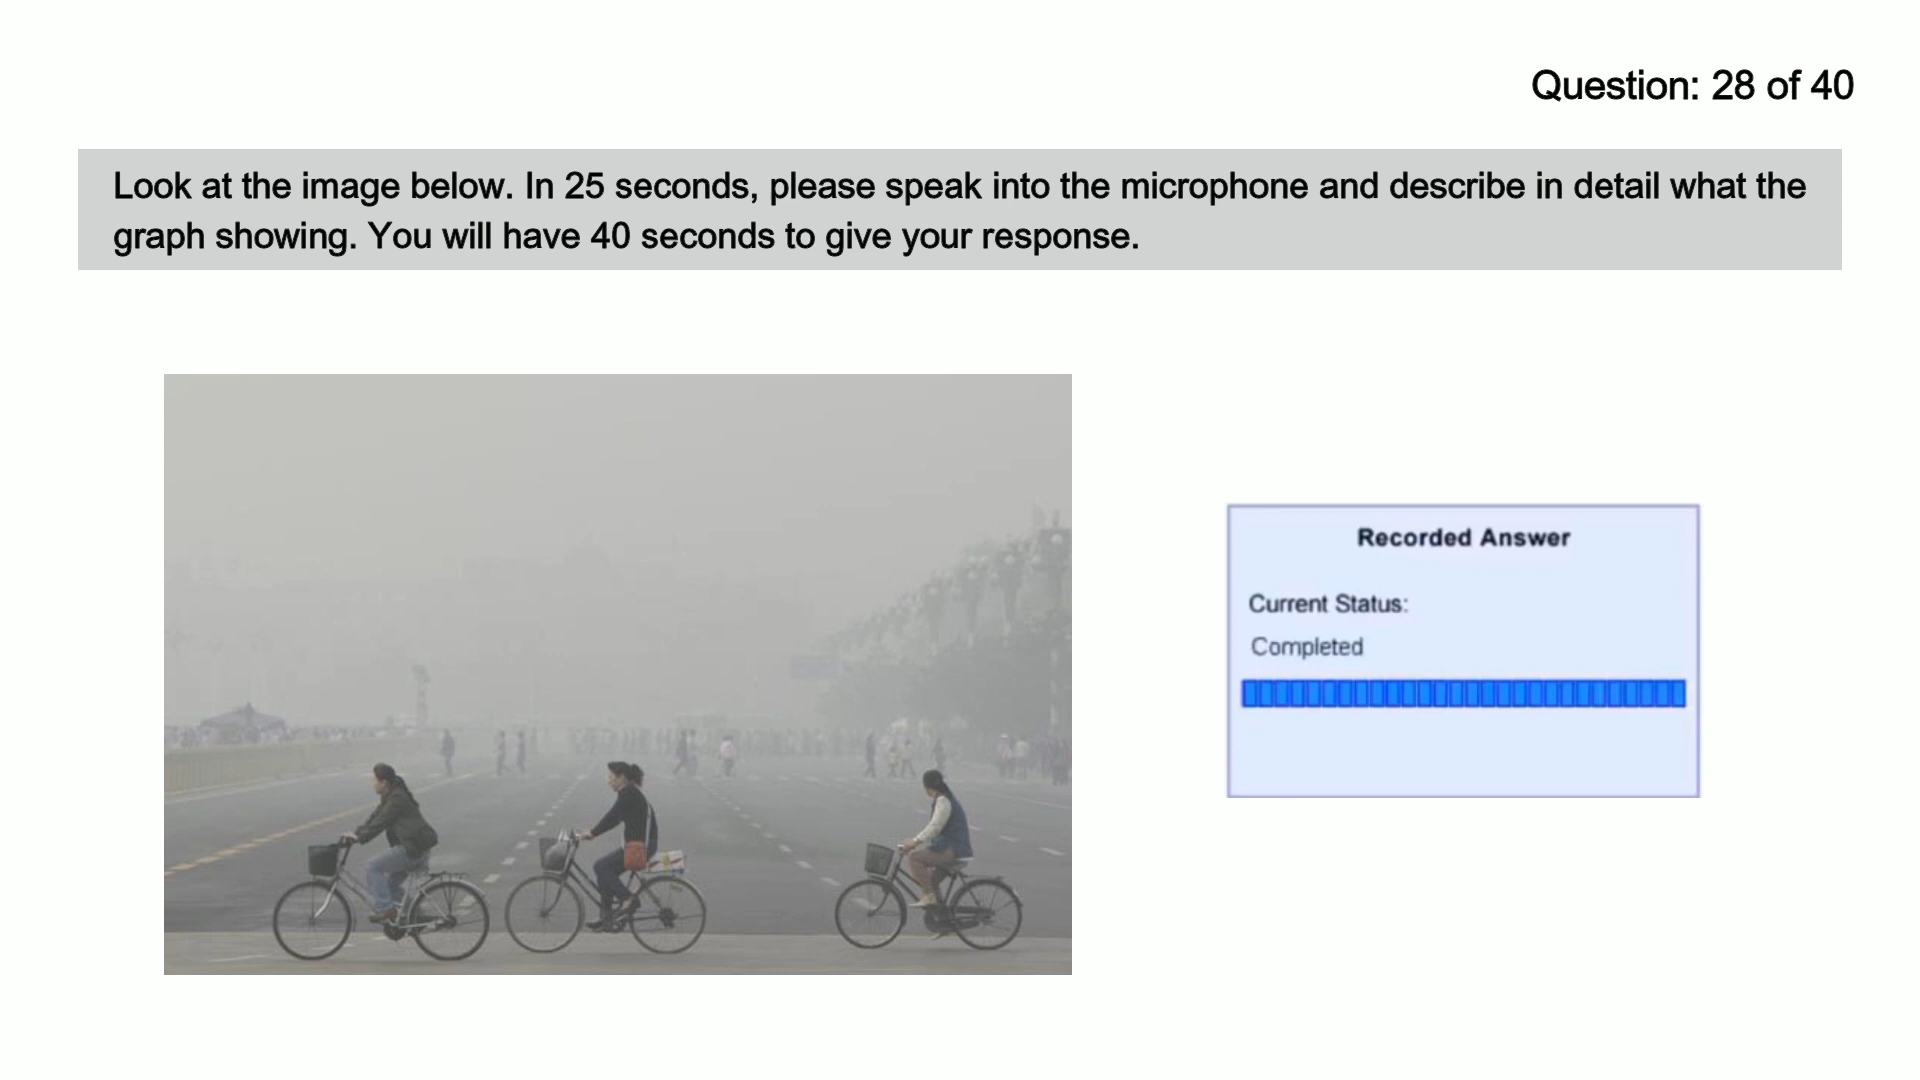 Question: 28 of 40
Look at the image below. In 25 seconds, please speak into the microphone and describe in detail what the
graph showing. You will have 40 seconds to give your response.
Recorded Answer
Current Status:
Completed